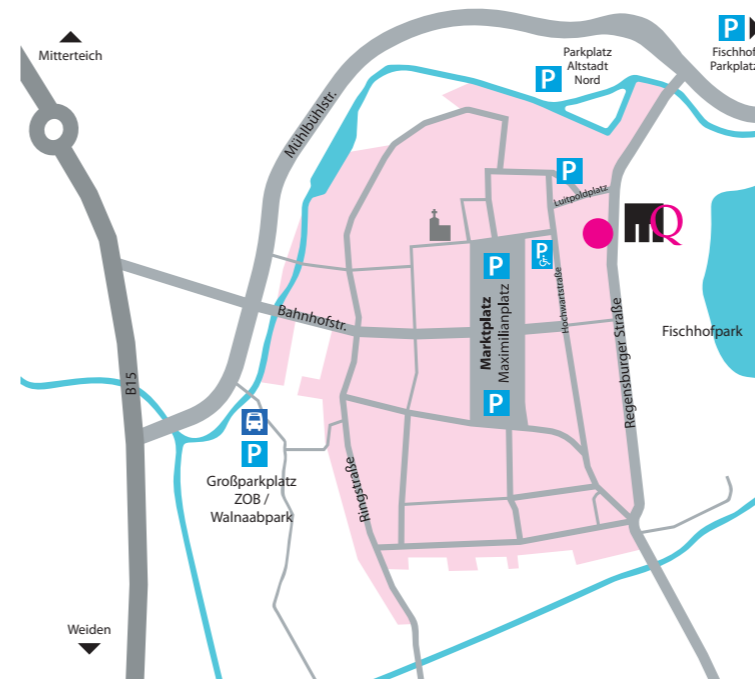 Mitterteich
Mühlbühlstr.
Parkplatz
Altstadt
Nord
P
P
Fischhof
Parkplatz
P
Luitpoldplatz
Q
P
P
Hochwartstraße
Marktplatz
Maximilianplatz
P
Bahnhofstr.
Regensburger Straße
Fischhofpark
B15
P
Großparkplatz
ZOB /
Walnaabpark
Ringstraße
Weiden